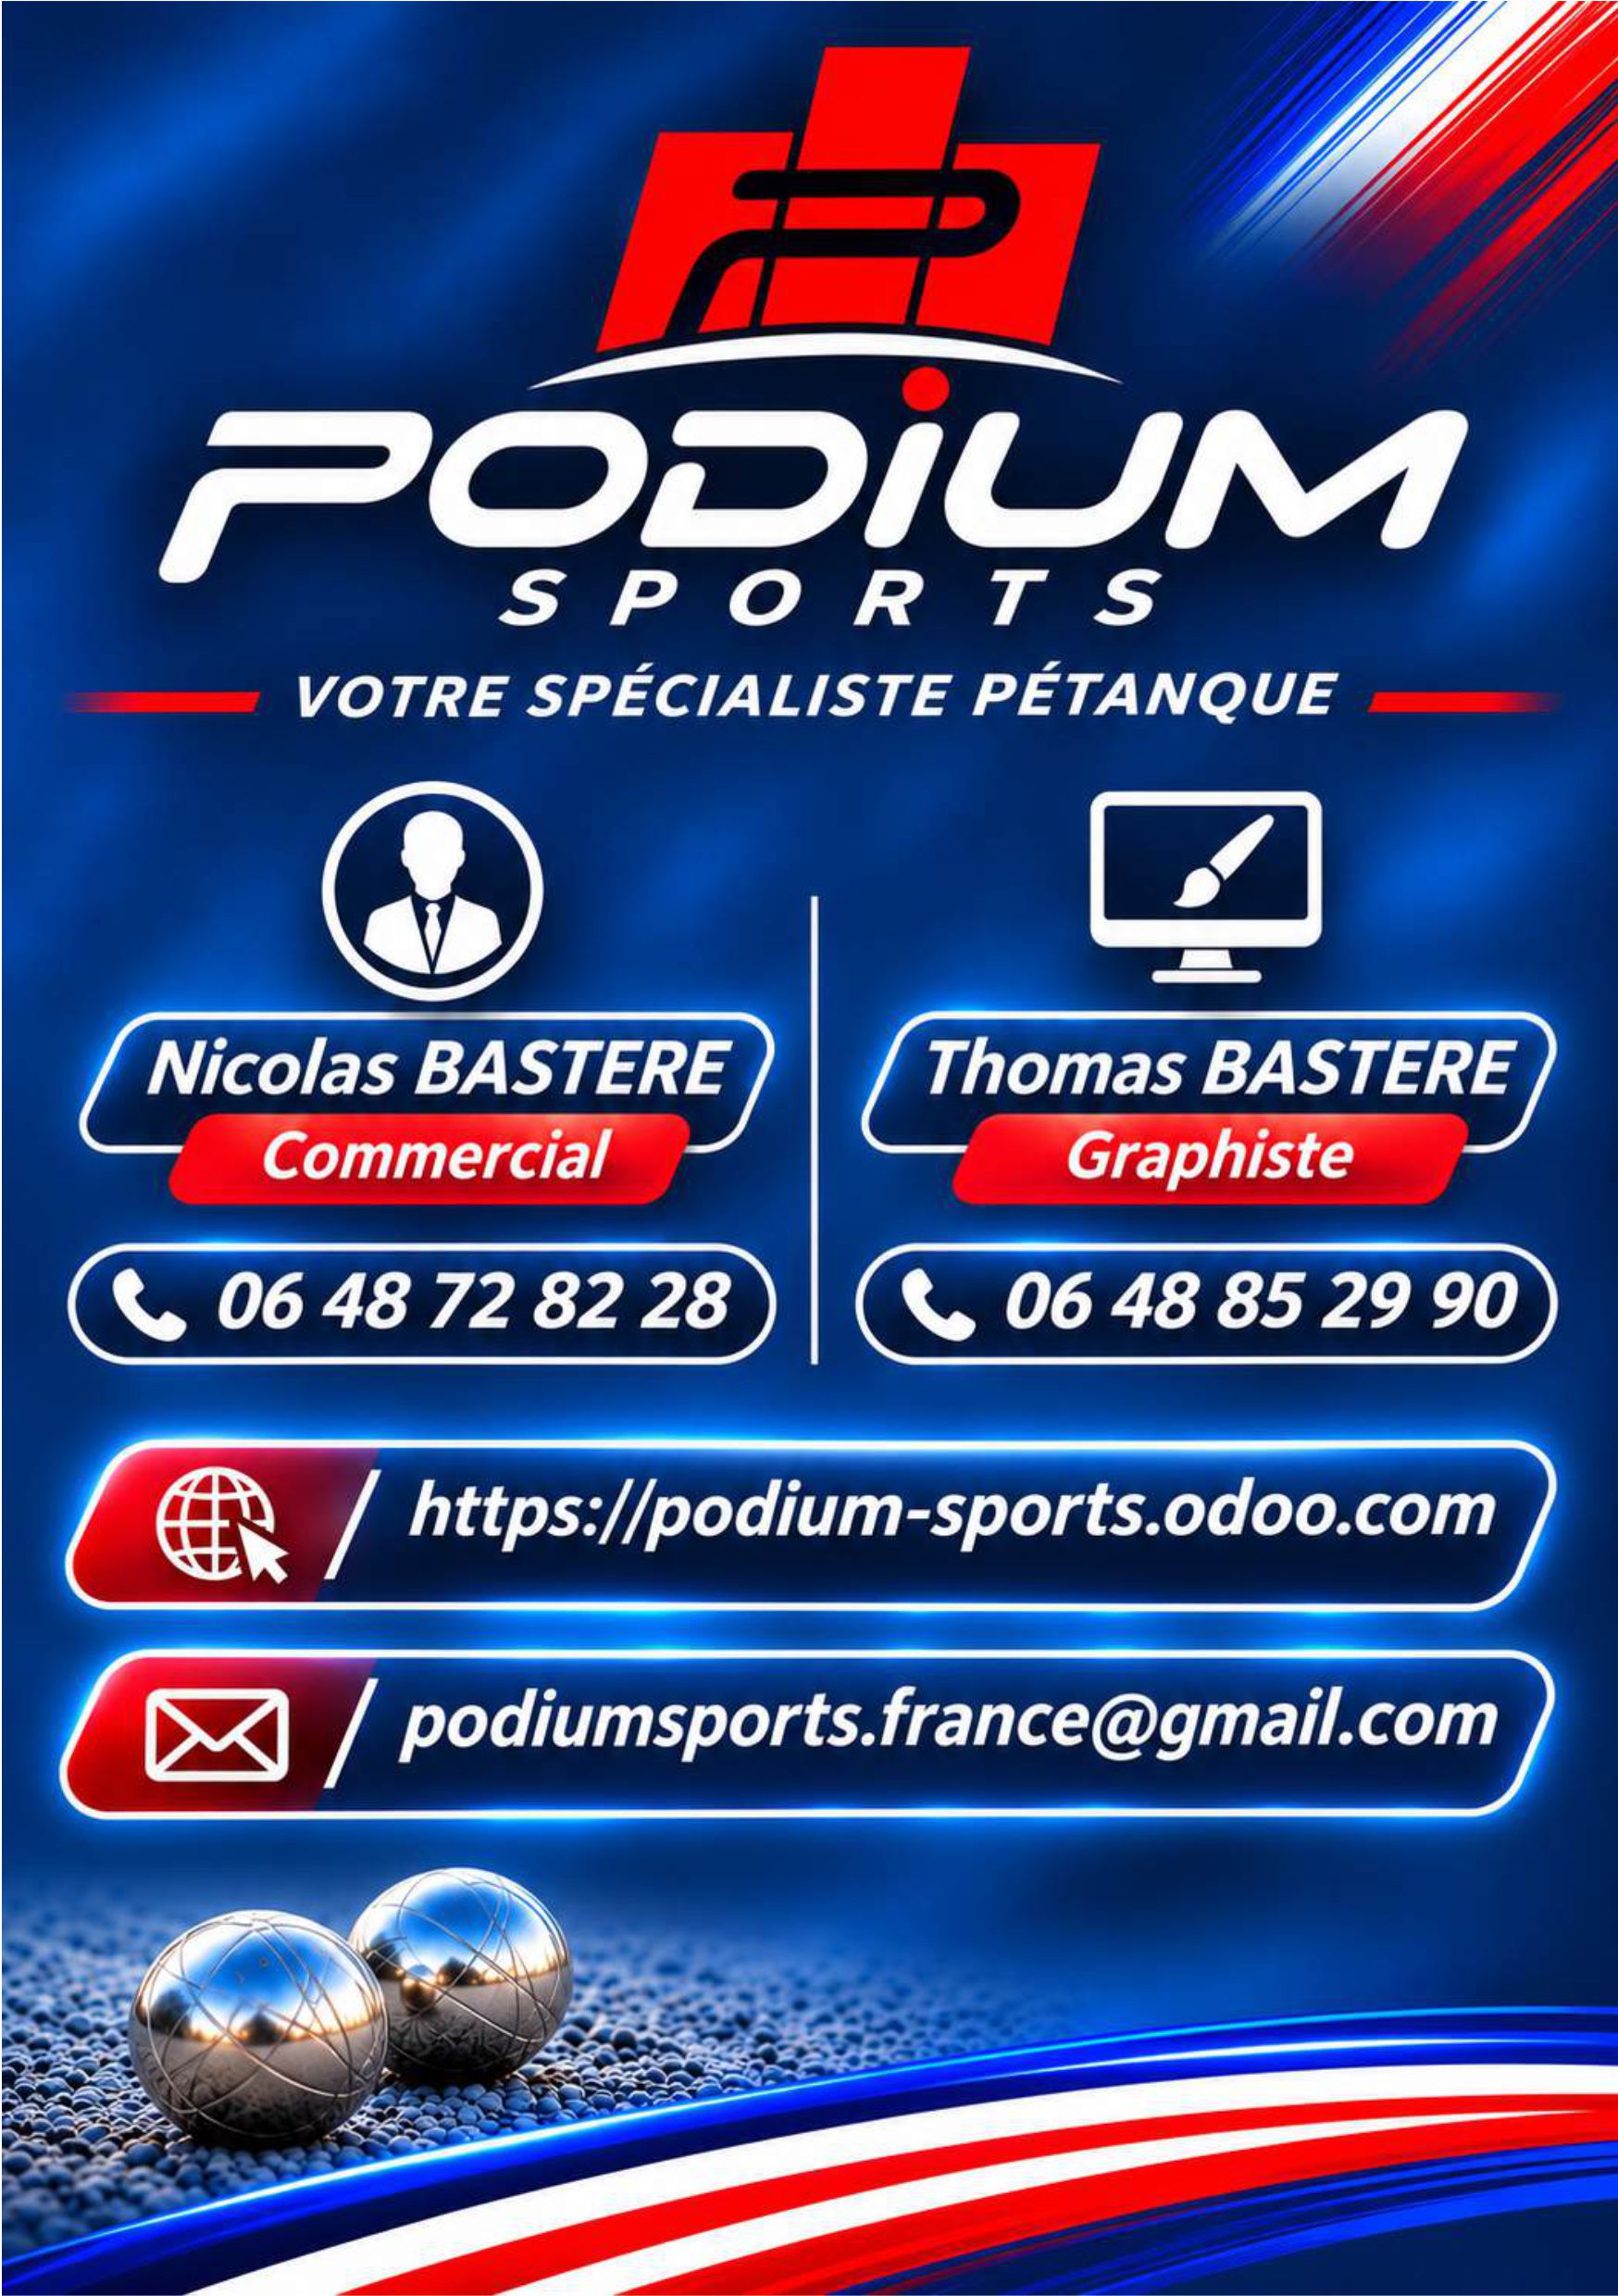 PODiUM
SPORTS
VOTRE SPÉCIALISTE PÉTANQUE
Nicolas BASTERE
Commercial
06 48 72 82 28
Thomas BASTERE
Graphiste
06 48 85 29 90
https://podium-sports.odoo.com
podiumsports.france@gmail.com